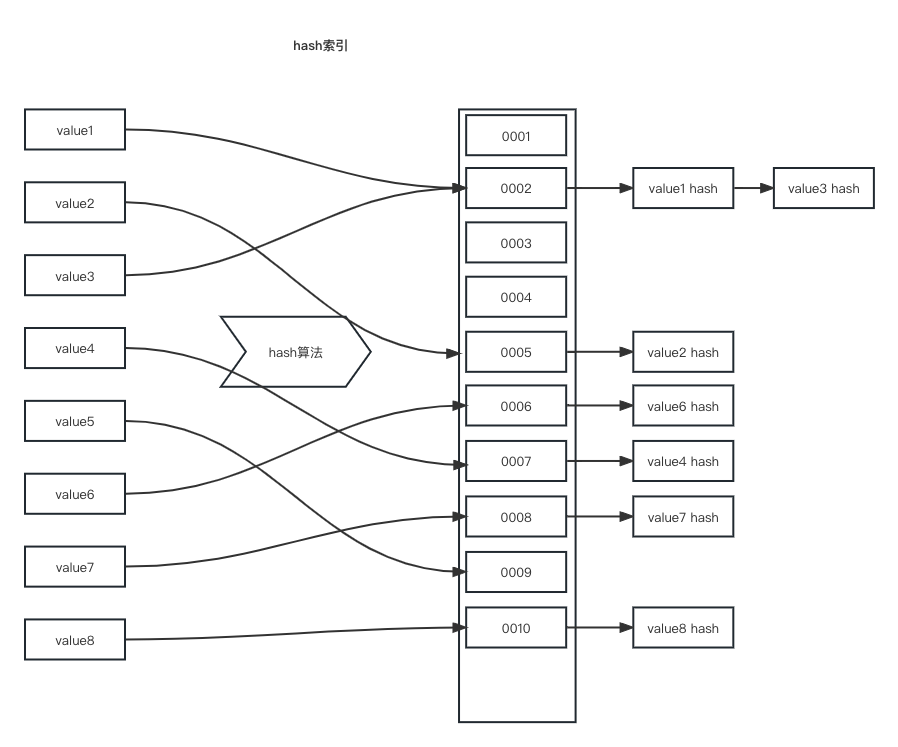 hash索引
value1
value2
value3
value4
value5
value6
value7
value8
hash算法
0001
0002
0003
0004
0005
0006
0007
0008
0009
0010
value1 hash
value3 hash
value2 hash
value6 hash
value4 hash
value7 hash
value8 hash